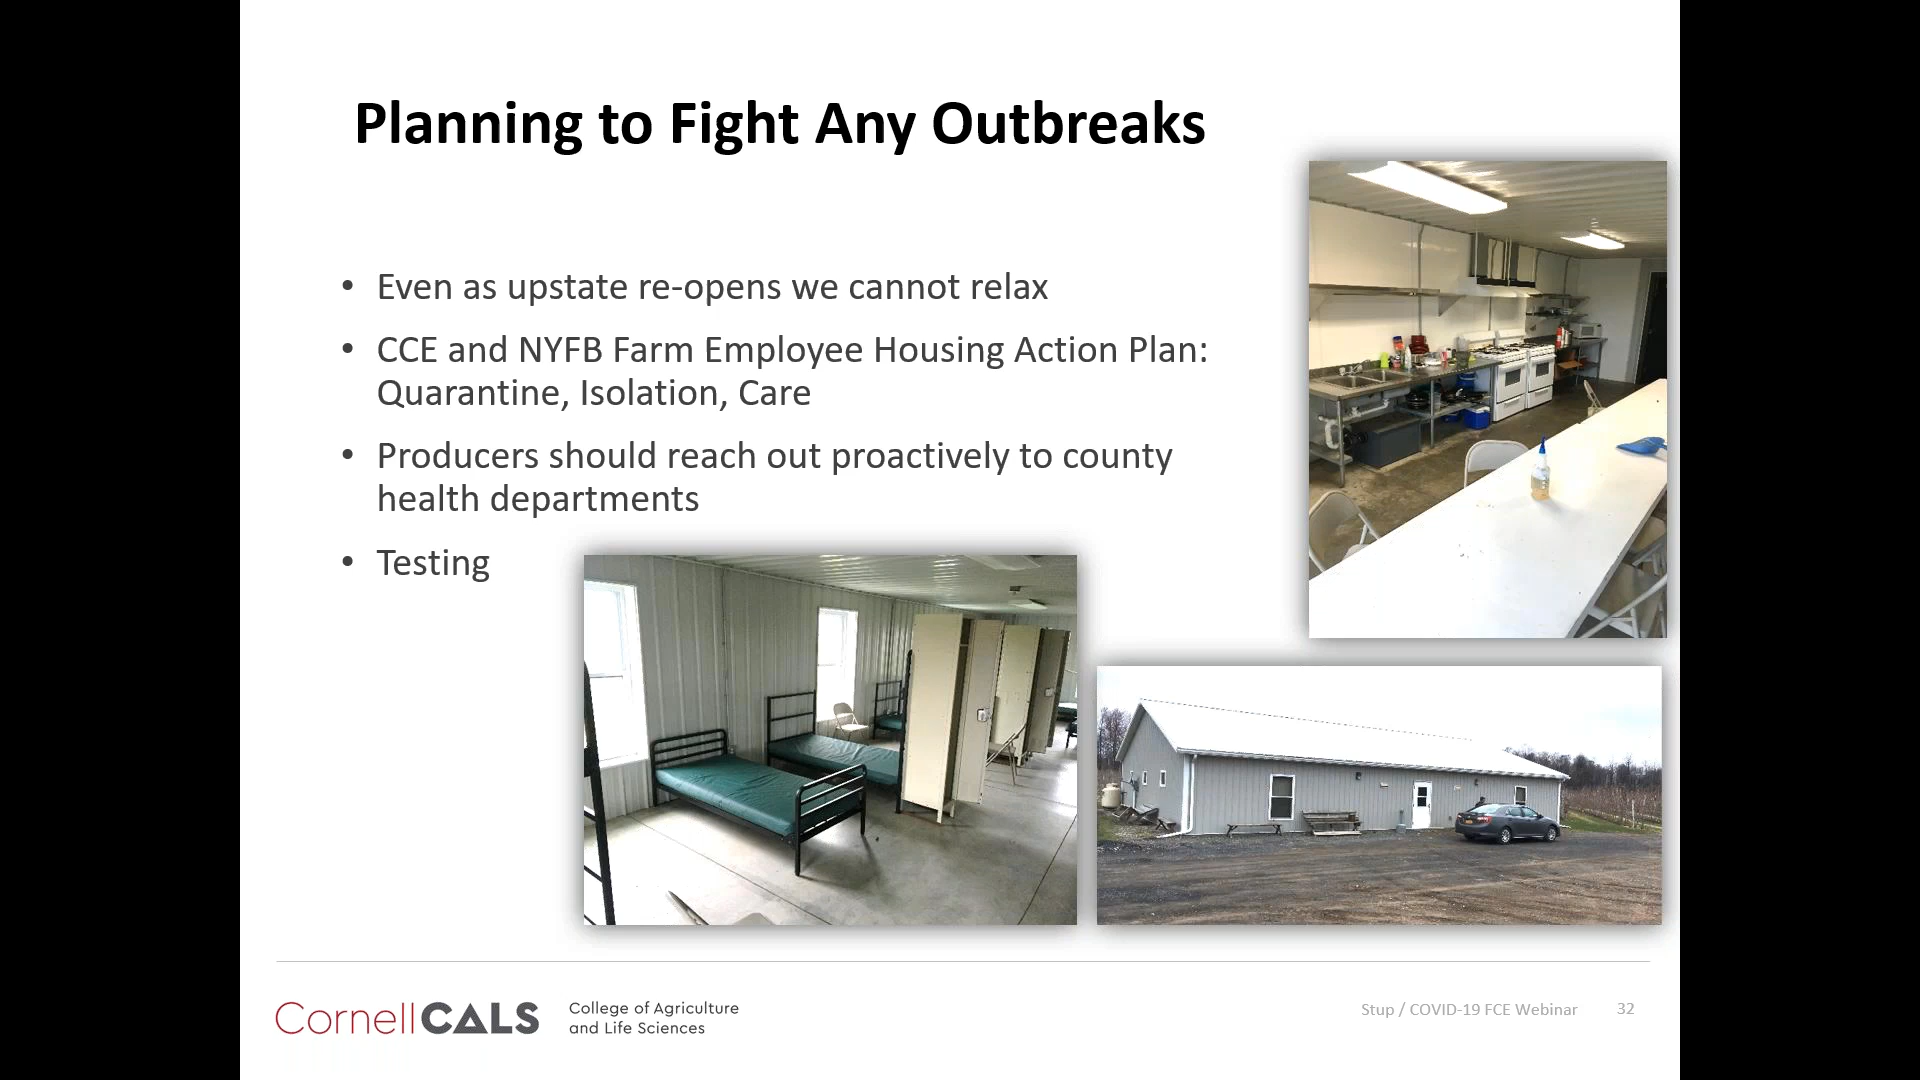 Planning to Fight Any Outbreaks
• Even as upstate re-opens we cannot relax
• CCE and NYFB Farm Employee Housing Action Plan:
Quarantine, Isolation, Care
• Producers should reach out proactively to county
health departments
• Testing
CornellCALS
College of Agriculture
and Life Sciences
Stup / COVID-19 FCE Webinar
32